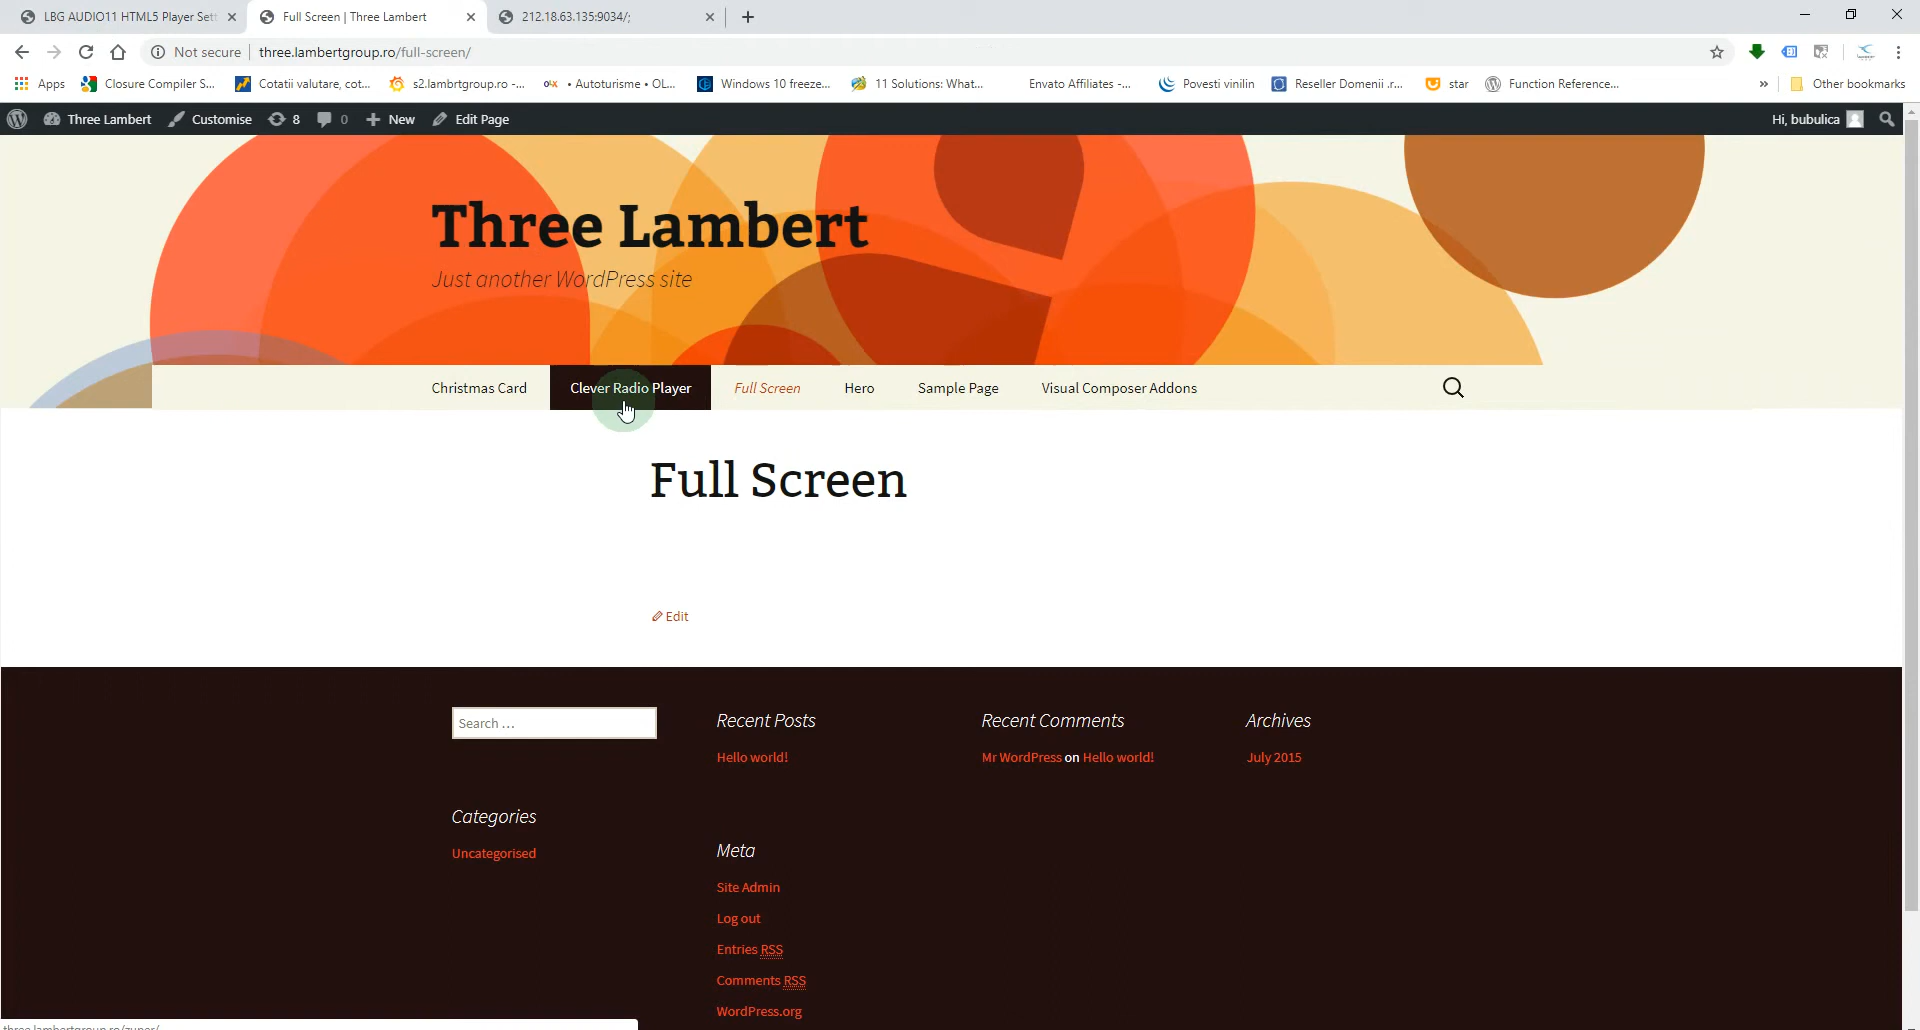 LBG AUDIO11 HTML5 Player Sett
Full Screen | Three Lambert
212.18.63.135:9034/;
Not secure
three.lambertgroup.ro/full-screen/
Apps
Closure Compiler S...
Cotatii valutare, cot...
s2.lambrtgroup.ro -...
• Autoturisme • OL...
Windows 10 freeze...
11 Solutions: What...
Envato Affiliates -...
Povesti vinilin
Reseller Domenii .r...
star
Function Reference...
»
Other bookmarks
Three Lambert
Customise
8
0
New
Edit Page
Hi, bubulica
Three Lambert
Just another WordPress site
Christmas Card
Clever Radio Player
Full Screen
Hero
Sample Page
Visual Composer Addons
Full Screen
Edit
Search ...
Recent Posts
Hello world!
Recent Comments
Mr WordPress on Hello world!
Archives
July 2015
Categories
Uncategorised
Meta
Site Admin
Log out
Entries RSS
Comments RSS
WordPress.org